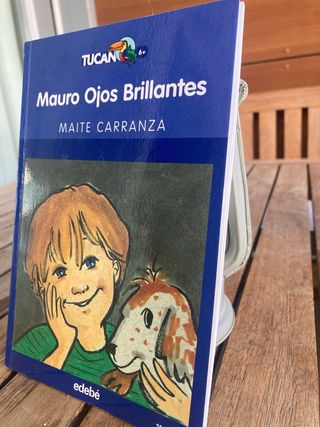 TUCAN 6+
Mauro Ojos Brillantes
MAITE CARRANZA
edebé